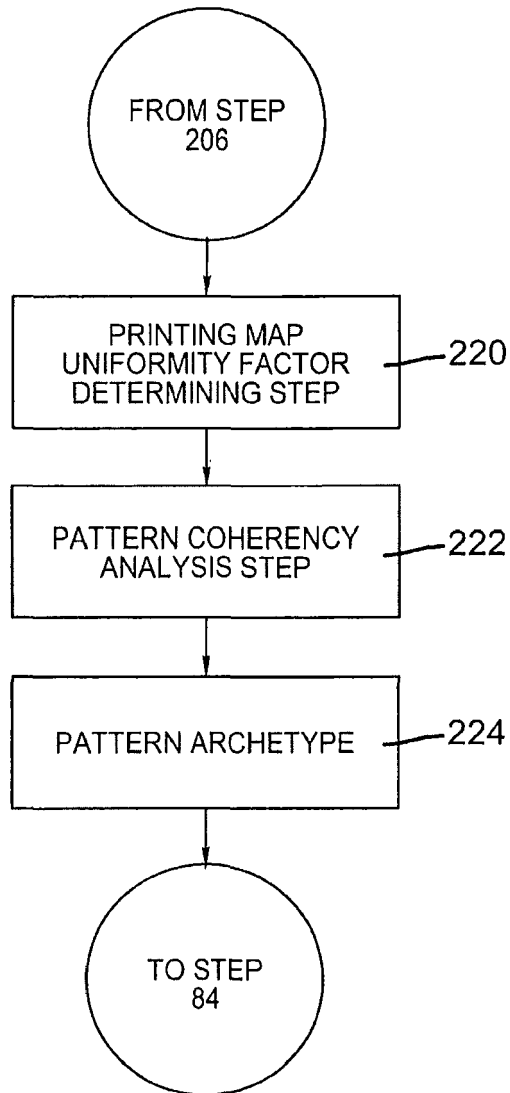 FROM STEP
206
PRINTING MAP
UNIFORMITY FACTOR
DETERMINING STEP
220
PATTERN COHERENCY
ANALYSIS STEP
222
PATTERN ARCHETYPE
224
TO STEP
84